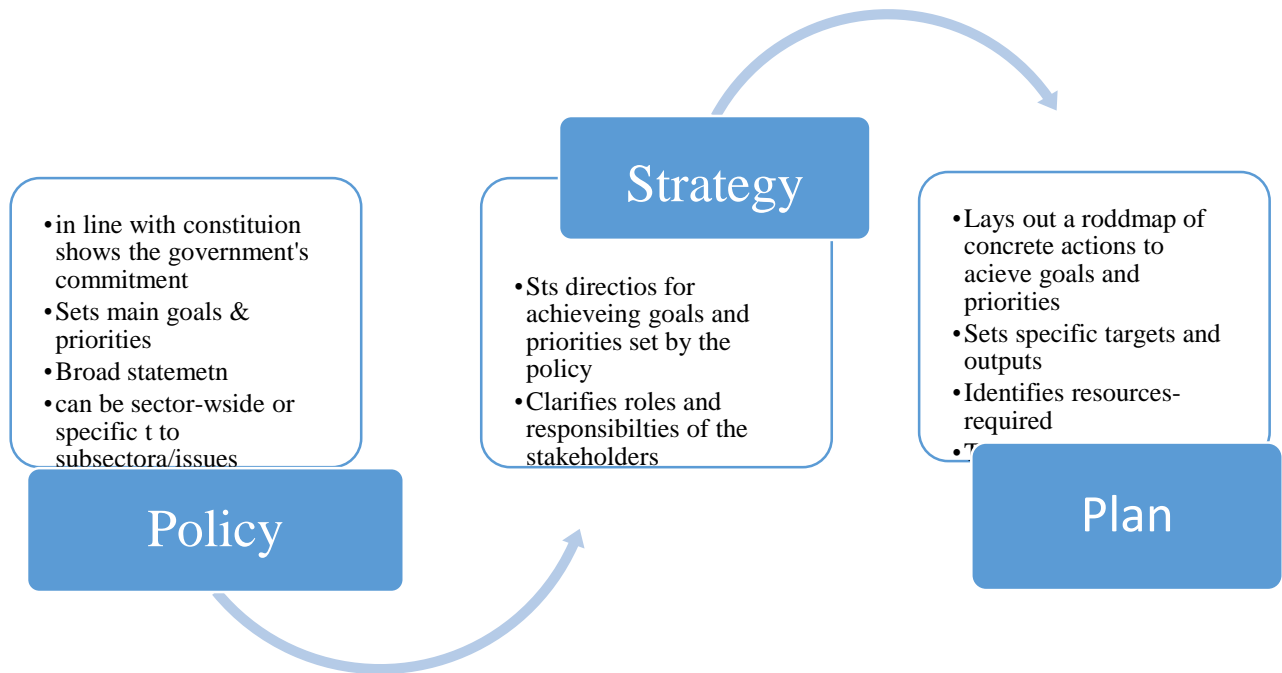 •in line with constituion
shows the government's
commitment
•Sets main goals &
priorities
•Broad statemetn
•can be sector-wside or
specific t to
subsectora/issues
Policy
Strategy
•Sts directios for
achieveing goals and
priorities set by the
policy
•Clarifies roles and
responsibilties of the
stakeholders
•Lays out a roddmap of
concrete actions to
acieve goals and
priorities
•Sets specific targets and
outputs
•Identifies resources-
required
Plan